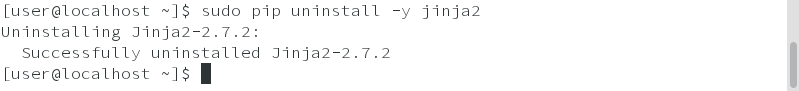 [user@localhost ~]$ sudo pip uninstall -y jinja2
Uninstalling Jinja2-2.7.2:
  Successfully uninstalled Jinja2-2.7.2
[user@localhost ~]$